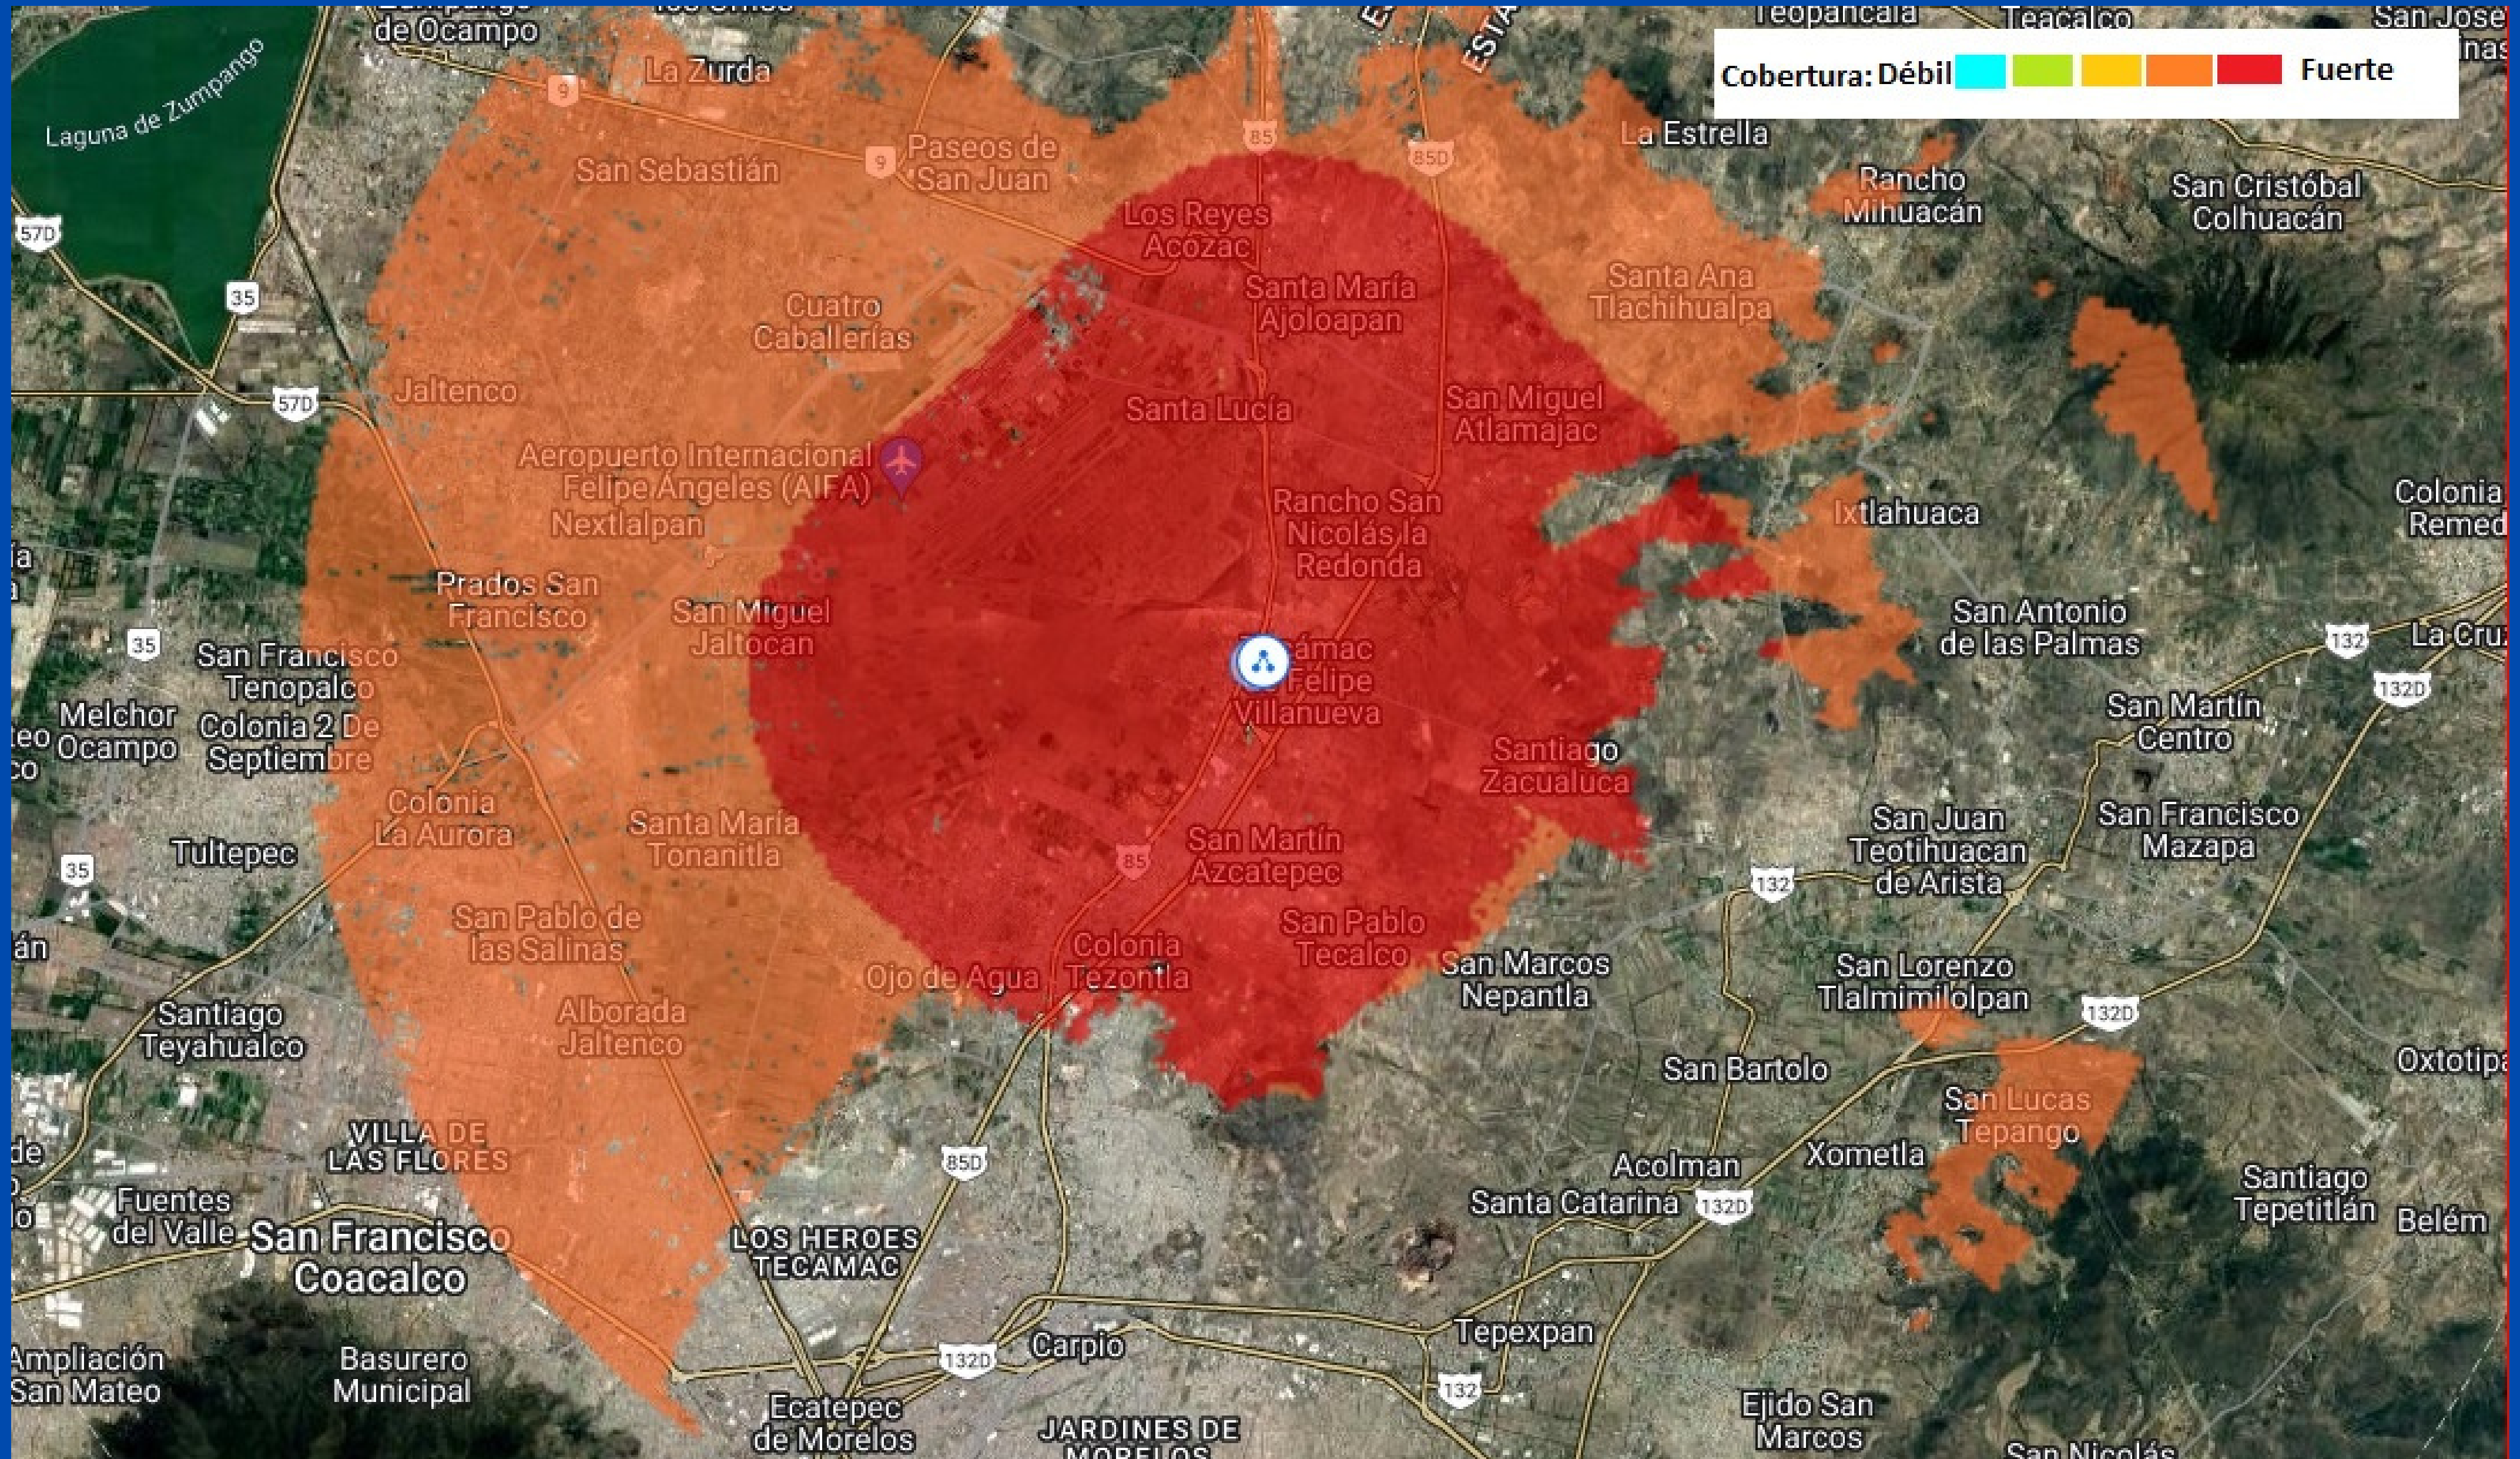 de Ocampo
La Zurda
Teopancala
Teacalco
San José
Cobertura: Débil
Fuerte
Laguna de Zumpango
9
San Sebastián
9
Paseos de
San Juan
85
85D
La Estrella
Rancho
Mihuacán
San Cristóbal
Colhuacán
57D
35
Los Reyes
Acozac
Cuatro
Caballerías
Santa María
Ajoloapan
Santa Ana
Tlachihualpa
57D
Jaltenco
Santa Lucía
San Miguel
Atlamajac
Aeropuerto Internacional
Felipe Ángeles (AIFA)
Nextlalpan
Rancho San
Nicolás la
Redonda
Ixtlahuaca
Colonia
Remed
Prados San
Francisco
San Miguel
Jaltocan
35
San Francisco
Tenopalco
ámac
Felipe
Villanueva
San Antonio
de las Palmas
132
La Cru
132D
Melchor
Ocampo
Colonia 2 De
Septiembre
Santiago
Zacualuca
San Martín
Centro
Colonia
La Aurora
Santa María
Tonanitla
Tultepec
35
85
San Martín
Azcatepec
San Juan
Teotihuacan
de Arista
San Francisco
Mazapa
132
San Pablo de
las Salinas
Ojo de Agua
Colonia
Tezontla
San Pablo
Tecalco
San Marcos
Nepantla
San Lorenzo
Tlalmimilolpan
132D
Santiago
Teyahualco
Alborada
Jaltenco
San Bartolo
Oxtotipa
San Lucas
Tepango
VILLA DE
LAS FLORES
85D
Acolman
Xometla
Santa Catarina
132D
Santiago
Tepetitlán
Belém
Fuentes
del Valle
San Francisco
Coacalco
LOS HEROES
TECAMAC
Ampliación
San Mateo
Basurero
Municipal
132D
Carpio
Tepexpan
132
Ecatepec
de Morelos
JARDINES DE
MORELOS
Ejido San
Marcos
San Nicolás